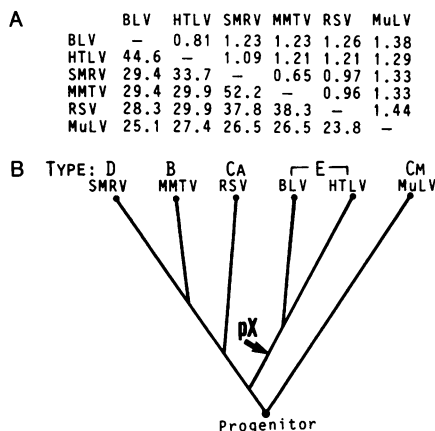 A
BLV HTLV SMRV MMTV RSV MuLV
BLV — 0.81 1.23 1.23 1.26 1.38
HTLV 44.6 — 1.09 1.21 1.21 1.29
SMRV 29.4 33.7 — 0.65 0.97 1.33
MMTV 29.4 29.9 52.2 — 0.96 1.33
RSV 28.3 29.9 37.8 38.3 — 1.44
MuLV 25.1 27.4 26.5 26.5 23.8 —
B TYPE: D B CA E CM
SMRV MMTV RSV BLV HTLV MuLV
pX
Progenitor